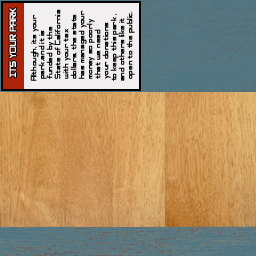 ITS YOUR PARK
Although, its your
park and it is
funded by the
State of California
with your tax
dollars, the state
has managed your
money so poorly
that we need
your donations
to keep the park,
and others like it
open to the public.